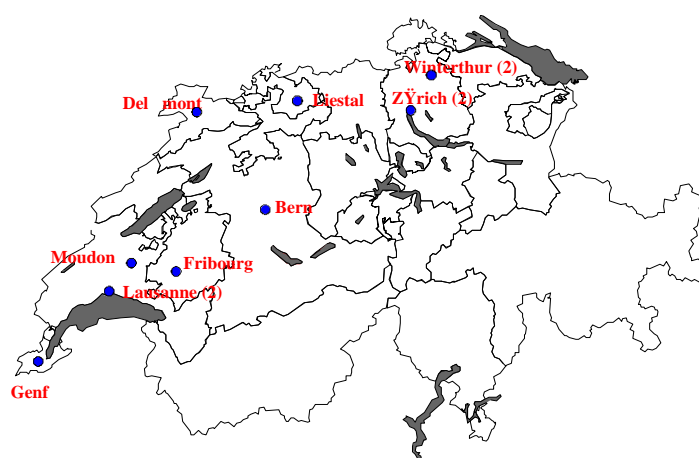 Winterthur (2)
ZŸrich (2)
Del mont
Liestal
Bern
Moudon
Fribourg
Lausanne (2)
Genf